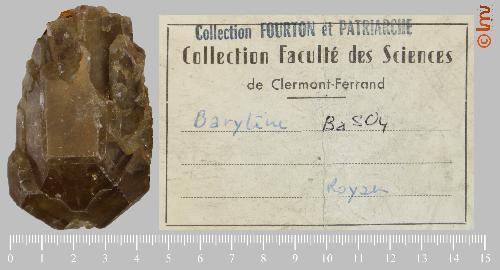 Collection FOURTON et PATRIARCHE
Collection Faculté des Sciences
de Clermont-Ferrand
Barytine BaSO4
Royat
© lmv
0 1 2 3 4 5 6 7 8 9 10 11 12 13 14 15